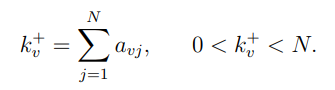 $k_v^+ = \sum_{j=1}^{N} a_{vj}, \qquad 0 < k_v^+ < N.$